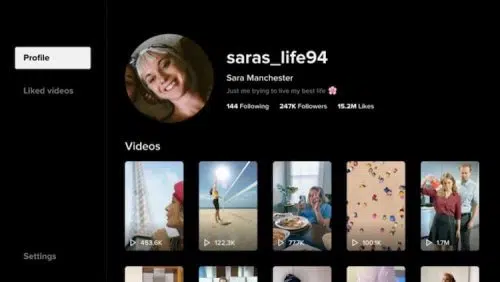 Profile
Liked videos
Settings
saras_life94
Sara Manchester
Just me trying to live my best life 🌸
144 Following 247K Followers 15.2M Likes
Videos
453.6K
122.3K
77.7K
100.1K
1.7M